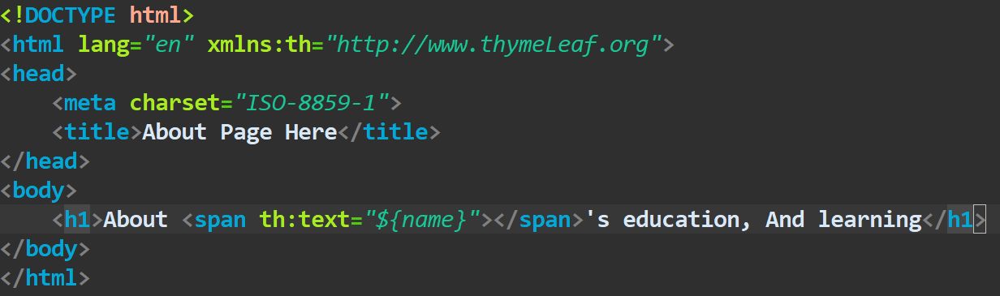 <!DOCTYPE html>
<html lang="en" xmlns:th="http://www.thymeLeaf.org">
<head>
    <meta charset="ISO-8859-1">
    <title>About Page Here</title>
</head>
<body>
    <h1>About <span th:text="${name}"></span>'s education, And learning</h1>
</body>
</html>